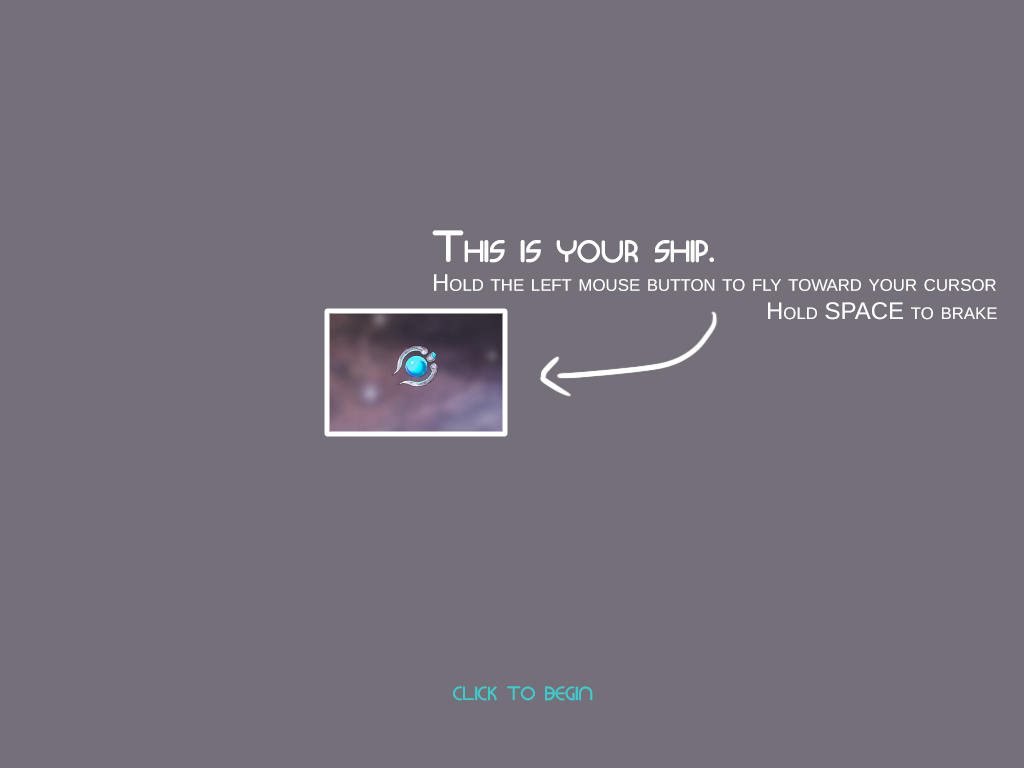 This is your ship.
Hold the left mouse button to fly toward your cursor
Hold SPACE to brake
CLICK TO BEGIN